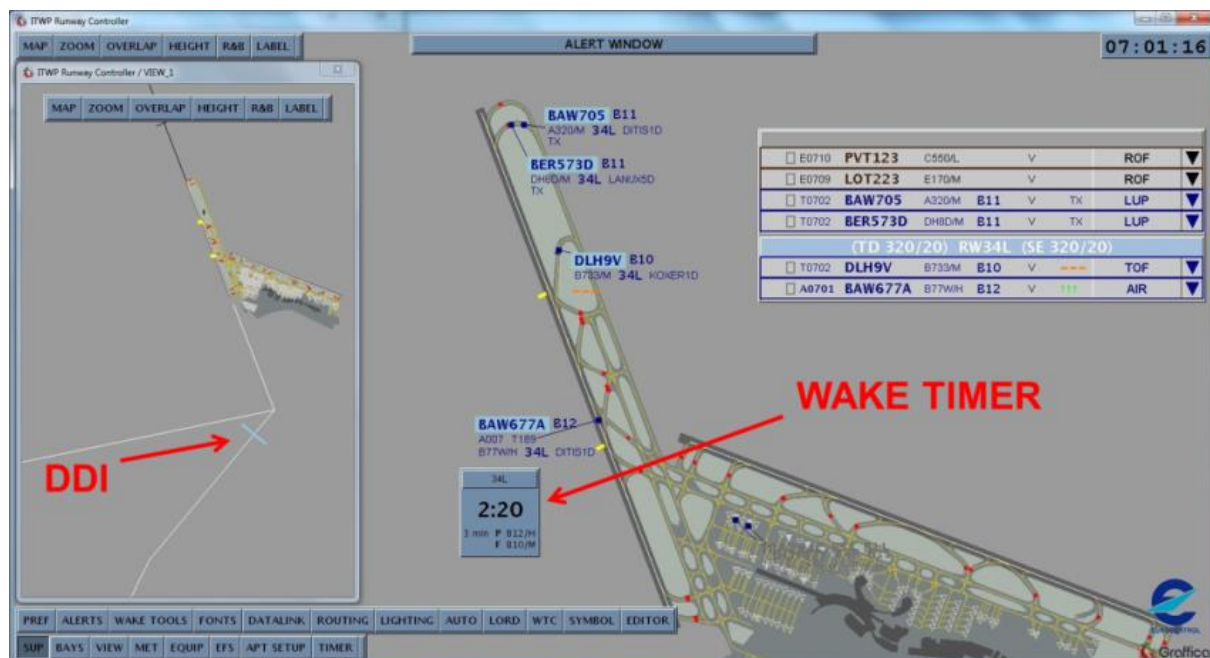 ITWP Runway Controller
MAP ZOOM OVERLAP HEIGHT R&B LABEL
ALERT WINDOW
07:01:16
ITWP Runway Controller / VIEW_1
MAP ZOOM OVERLAP HEIGHT R&B LABEL
BAW705 B11
A320/M 34L DITIS1D
TX
BER573D B11
DH8D/M 34L LANUX5D
TX
DLH9V B10
B733/M 34L KOXER1D
---
E0710 PVT123 C550/L V ROF
E0709 LOT223 E170/M V ROF
T0702 BAW705 A320/M B11 V TX LUP
T0702 BER573D DH8D/M B11 V TX LUP
(TD 320/20) RW34L (SE 320/20)
T0702 DLH9V B733/M B10 V --- TOF
A0701 BAW677A B77W/H B12 V ↑↑↑ AIR
WAKE TIMER
BAW677A B12
A007 T189
B77W/H 34L DITIS1D
DDI
34L
2:20
3 min P B12/H
F B10/M
PREF ALERTS WAKE TOOLS FONTS DATALINK ROUTING LIGHTING AUTO LORD WTC SYMBOL EDITOR
SUP BAYS VIEW MET EQUIP EFS APT SETUP TIMER
EUROCONTROL
Graffica